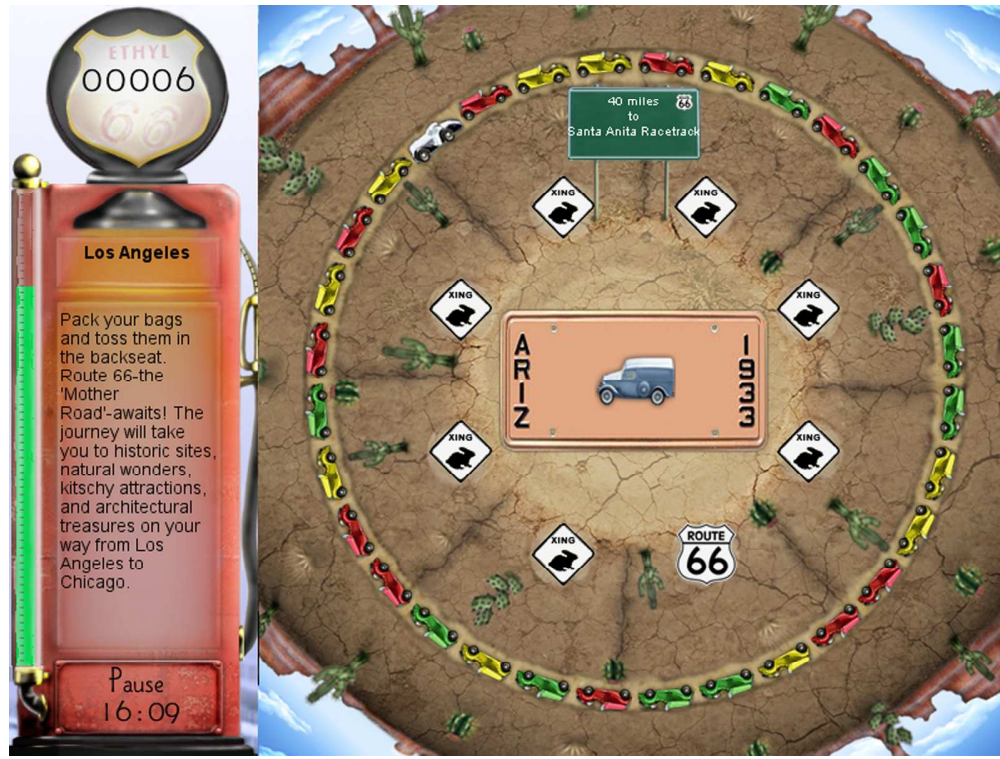 ETHYL
00006
66
Los Angeles
Pack your bags
and toss them in
the backseat.
Route 66-the
'Mother
Road'-awaits! The
journey will take
you to historic sites,
natural wonders,
kitschy attractions,
and architectural
treasures on your
way from Los
Angeles to
Chicago.
Pause
16:09
40 miles
to
Santa Anita Racetrack
66
XING
XING
XING
XING
ARIZ
1933
XING
XING
XING
ROUTE
66